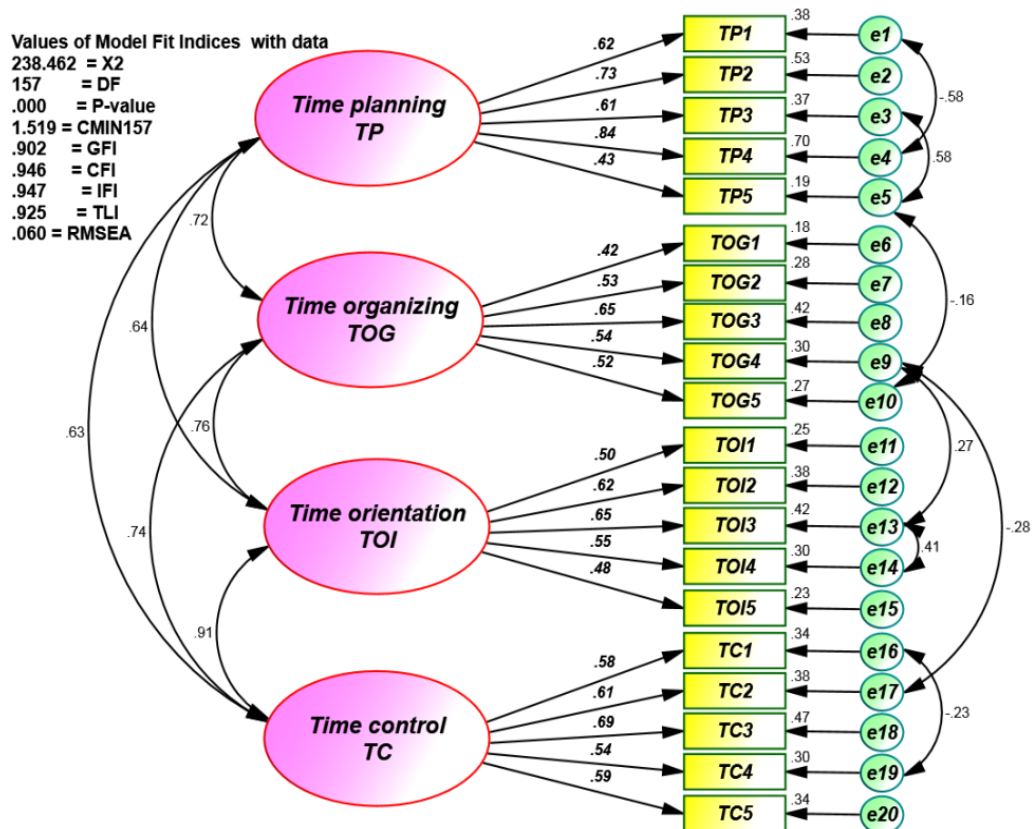 Values of Model Fit Indices with data
238.462 = X2
157 = DF
.000 = P-value
1.519 = CMIN157
.902 = GFI
.946 = CFI
.947 = IFI
.925 = TLI
.060 = RMSEA
Time planning
TP
.62
.73
.61
.84
.43
TP1
.38
e1
TP2
.53
e2
TP3
.37
e3
TP4
.70
e4
TP5
.19
e5
-.58
.58
.72
.64
.63
Time organizing
TOG
.42
.53
.65
.54
.52
TOG1
.18
e6
TOG2
.28
e7
TOG3
.42
e8
TOG4
.30
e9
TOG5
.27
e10
-.16
.76
.74
Time orientation
TOI
.50
.62
.65
.55
.48
TOI1
.25
e11
TOI2
.38
e12
TOI3
.42
e13
TOI4
.30
e14
TOI5
.23
e15
.27
.41
-.28
.91
Time control
TC
.58
.61
.69
.54
.59
TC1
.34
e16
TC2
.38
e17
TC3
.47
e18
TC4
.30
e19
TC5
.34
e20
-.23